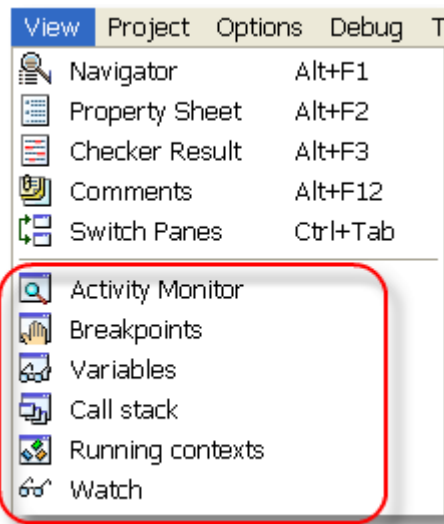 View Project Options Debug T
Navigator Alt+F1
Property Sheet Alt+F2
Checker Result Alt+F3
Comments Alt+F12
Switch Panes Ctrl+Tab
Activity Monitor
Breakpoints
Variables
Call stack
Running contexts
Watch